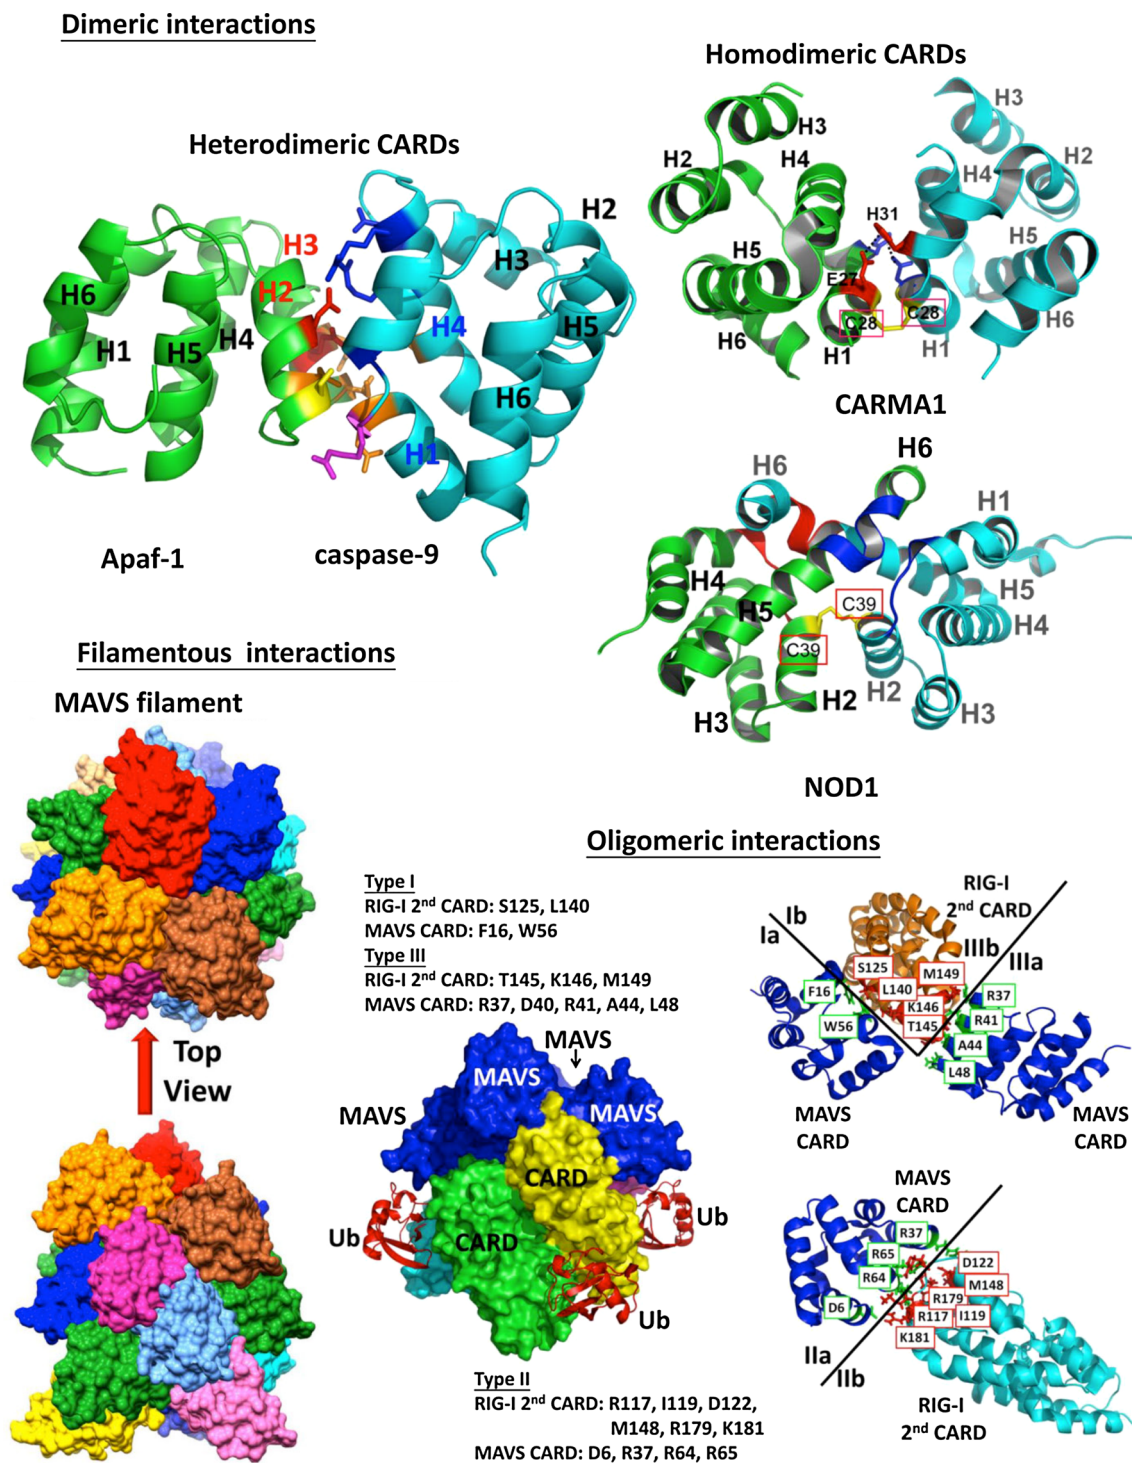 Dimeric interactions
Heterodimeric CARDs
H3
H2
H6
H1
H5
H4
H2
H3
H4
H5
H6
H1
Apaf-1
caspase-9
Homodimeric CARDs
H3
H2
H4
H5
H6
H1
H31
E27
C28
C28
H3
H2
H4
H5
H6
H1
CARMA1
H6
H6
H1
H4
H5
H5
H4
C39
C39
H2
H2
H3
H3
NOD1
Filamentous interactions
MAVS filament
Top
View
Oligomeric interactions
Type I
RIG-I 2nd CARD: S125, L140
MAVS CARD: F16, W56
Type III
RIG-I 2nd CARD: T145, K146, M149
MAVS CARD: R37, D40, R41, A44, L48
MAVS
MAVS
MAVS
MAVS
CARD
CARD
Ub
Ub
Ub
Type II
RIG-I 2nd CARD: R117, I119, D122,
M148, R179, K181
MAVS CARD: D6, R37, R64, R65
RIG-I
2nd CARD
Ib
Ia
IIIb
IIIa
S125
M149
F16
L140
R37
K146
W56
T145
R41
A44
L48
MAVS
CARD
MAVS
CARD
MAVS
CARD
R37
R65
D122
R64
M148
R179
D6
R117
I119
K181
IIa
IIb
RIG-I
2nd CARD